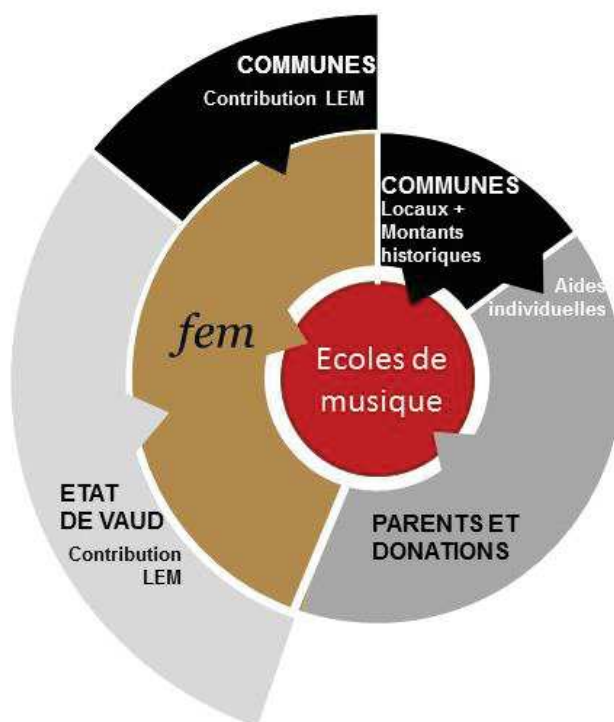 COMMUNES
Contribution LEM
COMMUNES
Locaux +
Montants
historiques
Aides
individuelles
fem
Ecoles de
musique
ETAT
DE VAUD
Contribution
LEM
PARENTS ET
DONATIONS